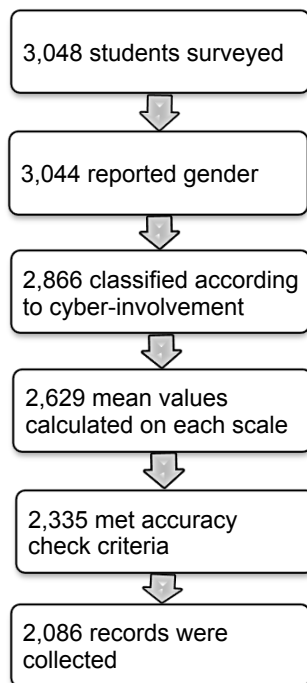 3,048 students surveyed
3,044 reported gender
2,866 classified according
to cyber-involvement
2,629 mean values
calculated on each scale
2,335 met accuracy
check criteria
2,086 records were
collected